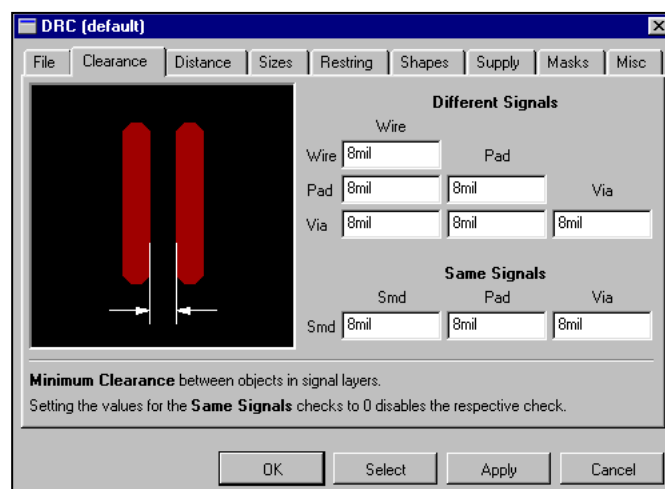 DRC (default)
File Clearance Distance Sizes Restring Shapes Supply Masks Misc
Different Signals
Wire
Wire 8mil Pad
Pad 8mil 8mil Via
Via 8mil 8mil 8mil
Same Signals
Smd Pad Via
Smd 8mil 8mil 8mil
Minimum Clearance between objects in signal layers.
Setting the values for the Same Signals checks to 0 disables the respective check.
OK Select Apply Cancel